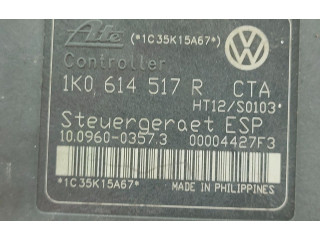 Ate (*1C35K15A67*)
Controller
1K0 614 517 R CTA
HT12/S0103*
Steuergeraet ESP
10.0960-0357.3 00004427F3
*1C35K15A67* MADE IN PHILIPPINES